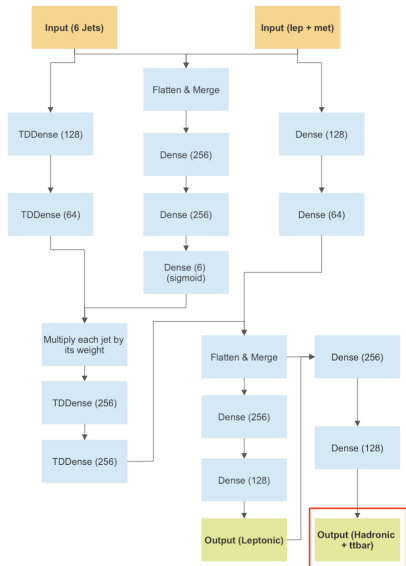 Input (6 Jets)
Input (lep + met)
Flatten & Merge
TDDense (128)
Dense (256)
Dense (128)
TDDense (64)
Dense (256)
Dense (64)
Dense (6)
(sigmoid)
Multiply each jet by
its weight
Flatten & Merge
Dense (256)
TDDense (256)
Dense (256)
TDDense (256)
Dense (128)
Dense (128)
Output (Leptonic)
Output (Hadronic
+ ttbar)